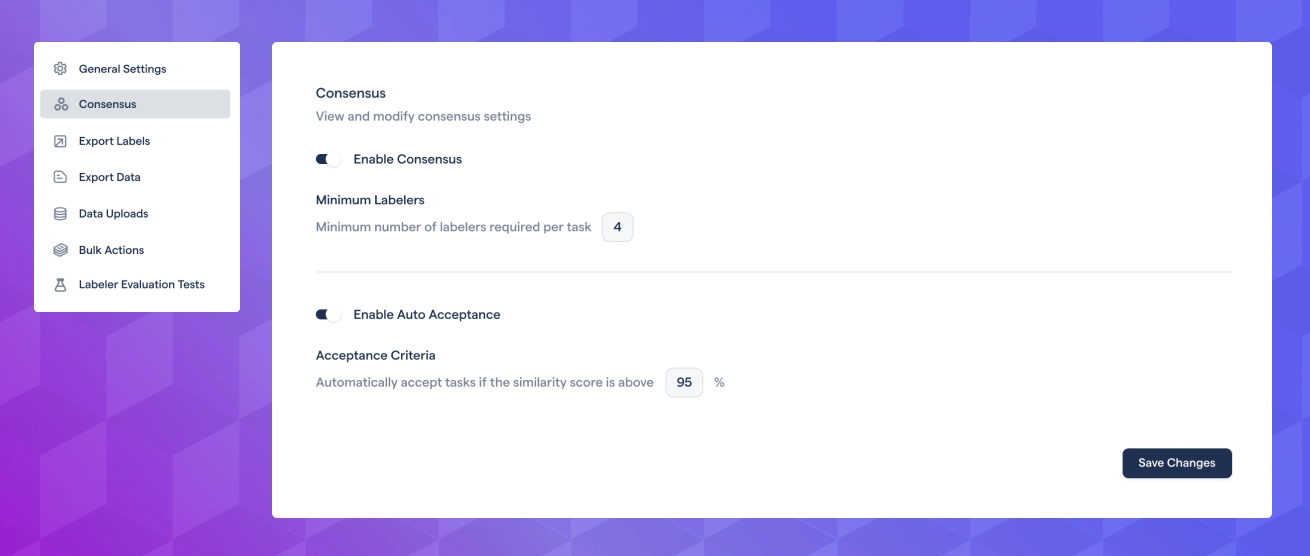 General Settings
Consensus
Export Labels
Export Data
Data Uploads
Bulk Actions
Labeler Evaluation Tests
Consensus
View and modify consensus settings
Enable Consensus
Minimum Labelers
Minimum number of labelers required per task 4
Enable Auto Acceptance
Acceptance Criteria
Automatically accept tasks if the similarity score is above 95 %
Save Changes